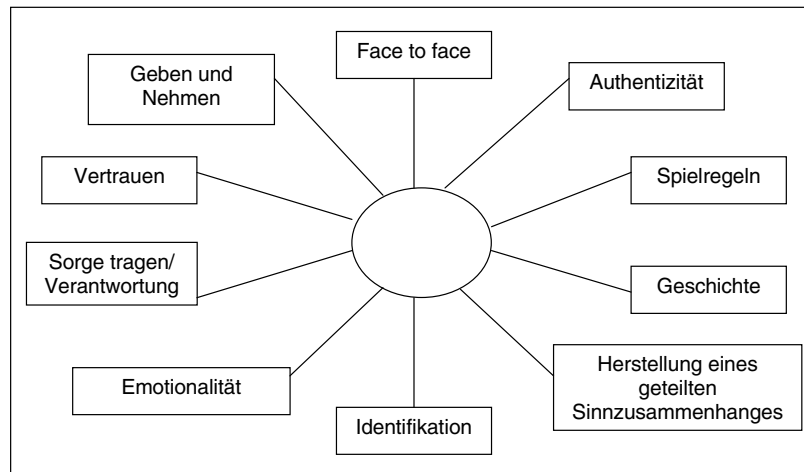 Face to face
Geben und
Nehmen
Authentizität
Vertrauen
Spielregeln
Sorge tragen/
Verantwortung
Geschichte
Emotionalität
Herstellung eines
geteilten
Sinnzusammenhanges
Identifikation